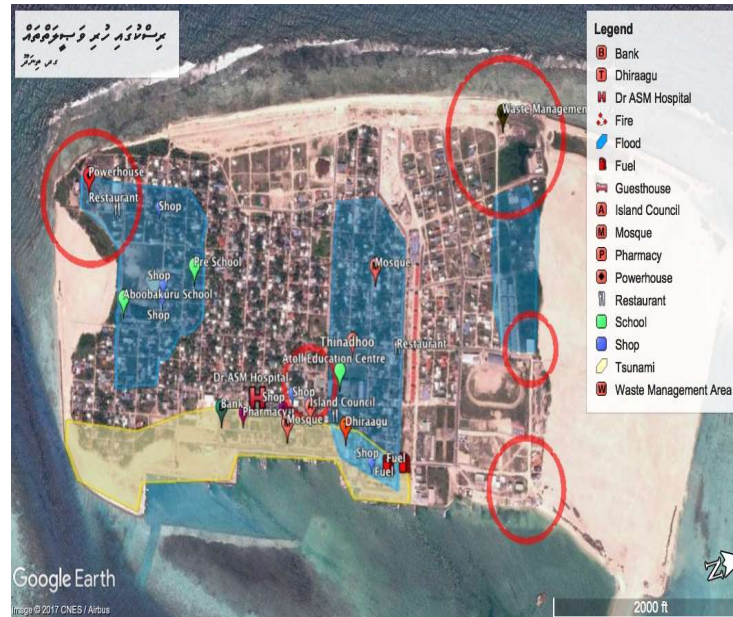 ރިސްކުގައި ހުރި ވަޞީލަތްތައް
ގދ. ތިނަދޫ
Legend
B Bank
T Dhiraagu
H Dr ASM Hospital
Fire
Flood
Fuel
Guesthouse
A Island Council
M Mosque
P Pharmacy
Powerhouse
Restaurant
School
Shop
Tsunami
W Waste Management Area
Waste Management
Powerhouse
Restaurant
Shop
Pre School
Mosque
Shop
Aboobakuru School
Shop
Thinadhoo
Restaurant
Atoll Education Centre
Dr ASM Hospital
H
Shop
Shop
Bank
Pharmacy
Island Council
Mosque
Dhiraagu
Shop
Fuel
Fuel
Google Earth
Image © 2017 CNES / Airbus
N
2000 ft